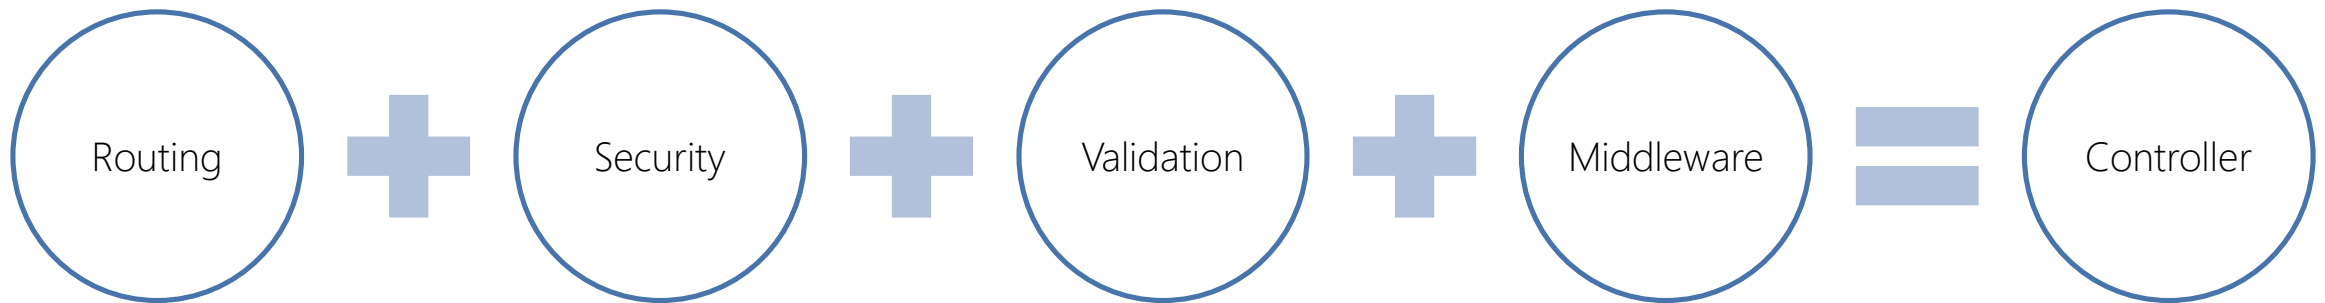 Routing
Security
Validation
Middleware
Controller